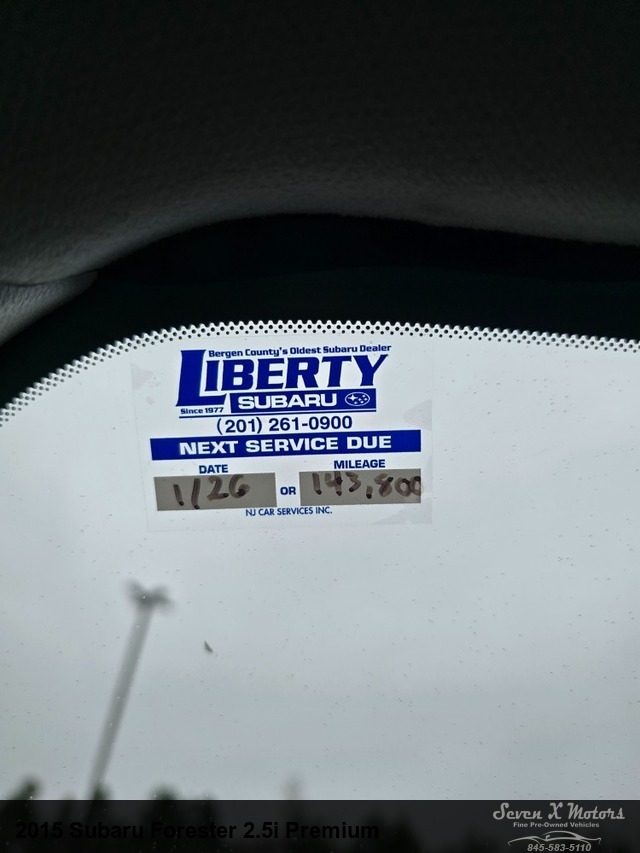 Bergen County's Oldest Subaru Dealer
LIBERTY
Since 1977 SUBARU
(201) 261-0900
NEXT SERVICE DUE
DATE MILEAGE
1/26 OR 143,800
NJ CAR SERVICES INC.
2015 Subaru Forester 2.5i Premium
Seven X Motors
Fine Pre-Owned Vehicles
845-583-5110